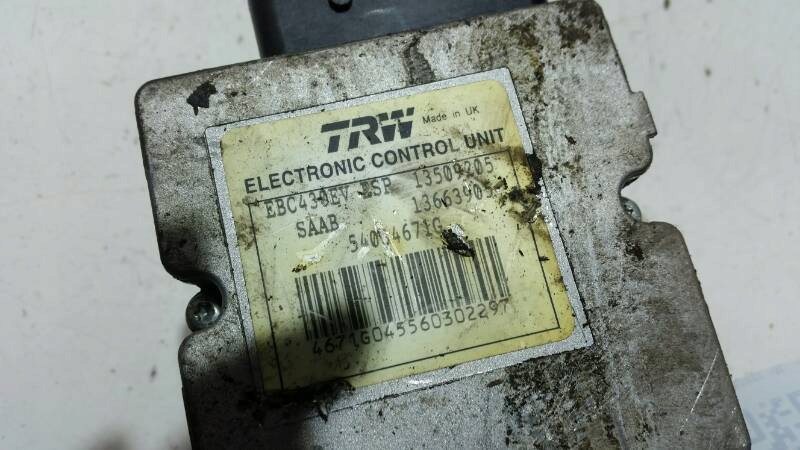 TRW Made in UK
ELECTRONIC CONTROL UNIT
EBC430EV ESP 13509205
SAAB 13663905
54084671G
4671G04556030229